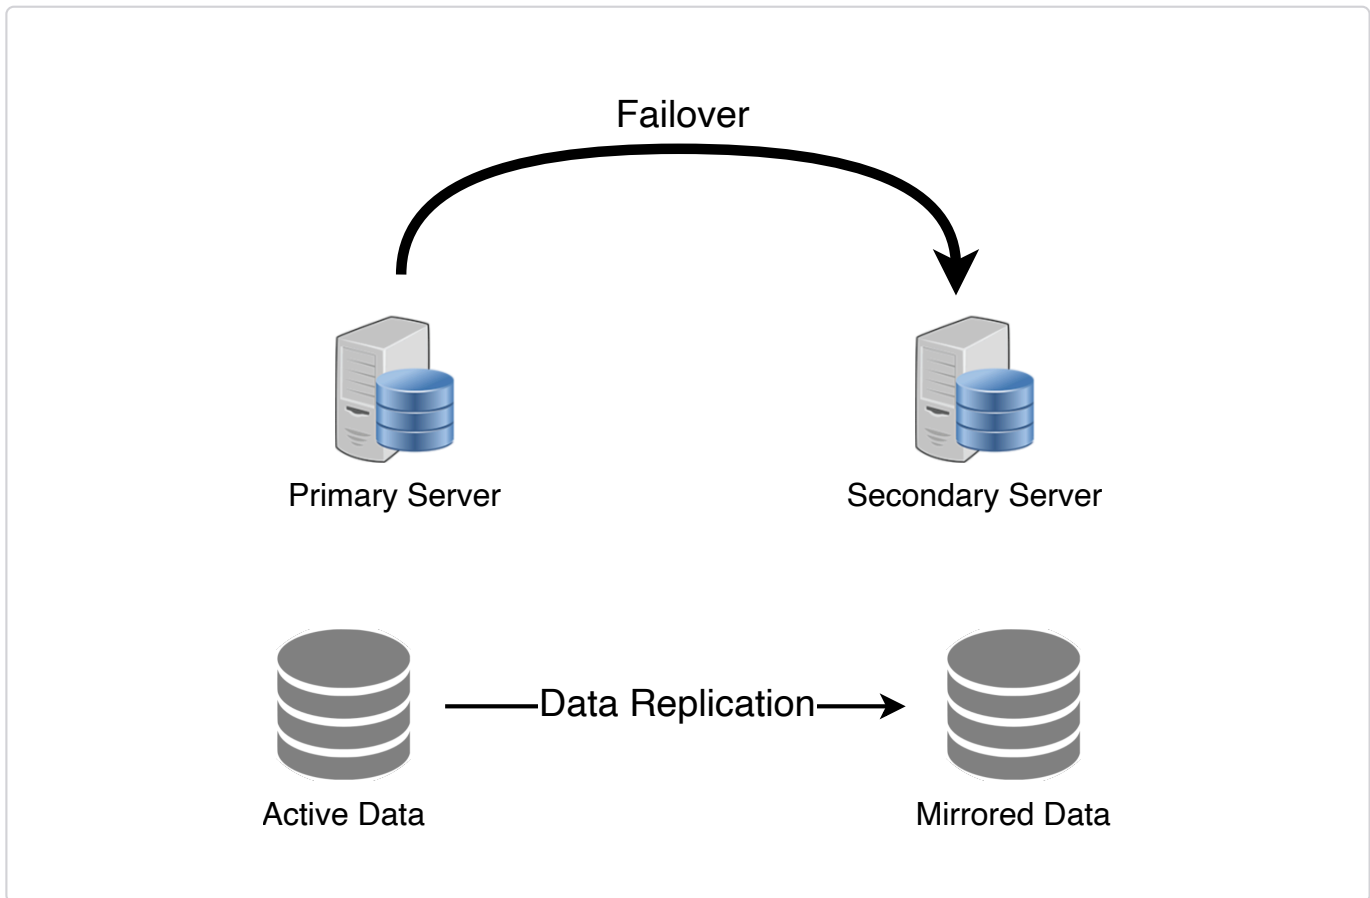 Failover
Primary Server
Secondary Server
Data Replication
Active Data
Mirrored Data